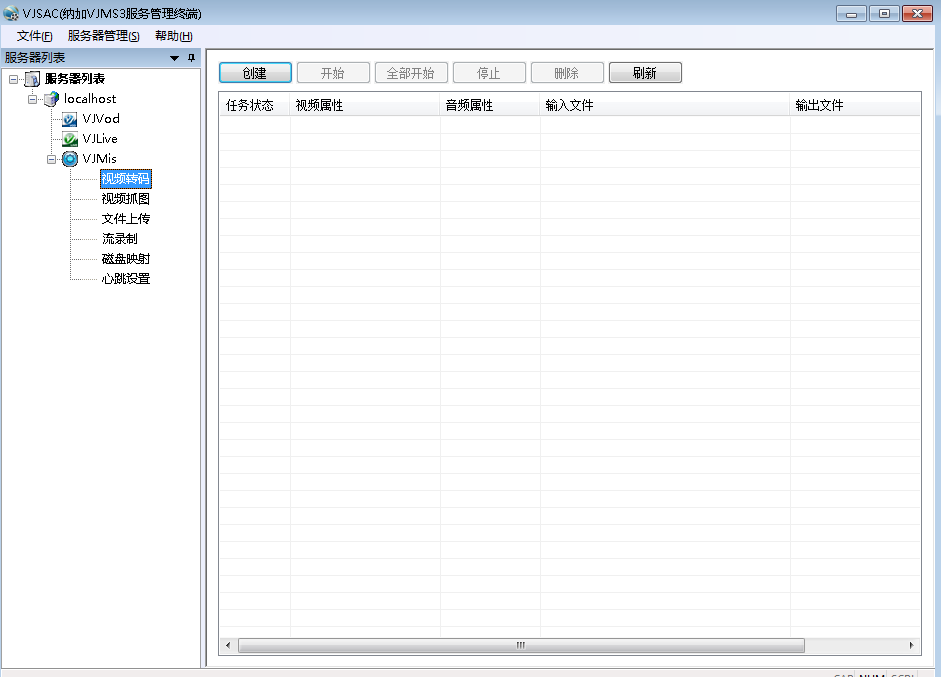 VJSAC(纳加VJMS3服务管理终端)
文件(F) 服务器管理(S) 帮助(H)
服务器列表
服务器列表
localhost
VJVod
VJLive
VJMis
视频转码
视频抓图
文件上传
流录制
磁盘映射
心跳设置
创建 开始 全部开始 停止 删除 刷新
任务状态 视频属性 音频属性 输入文件 输出文件